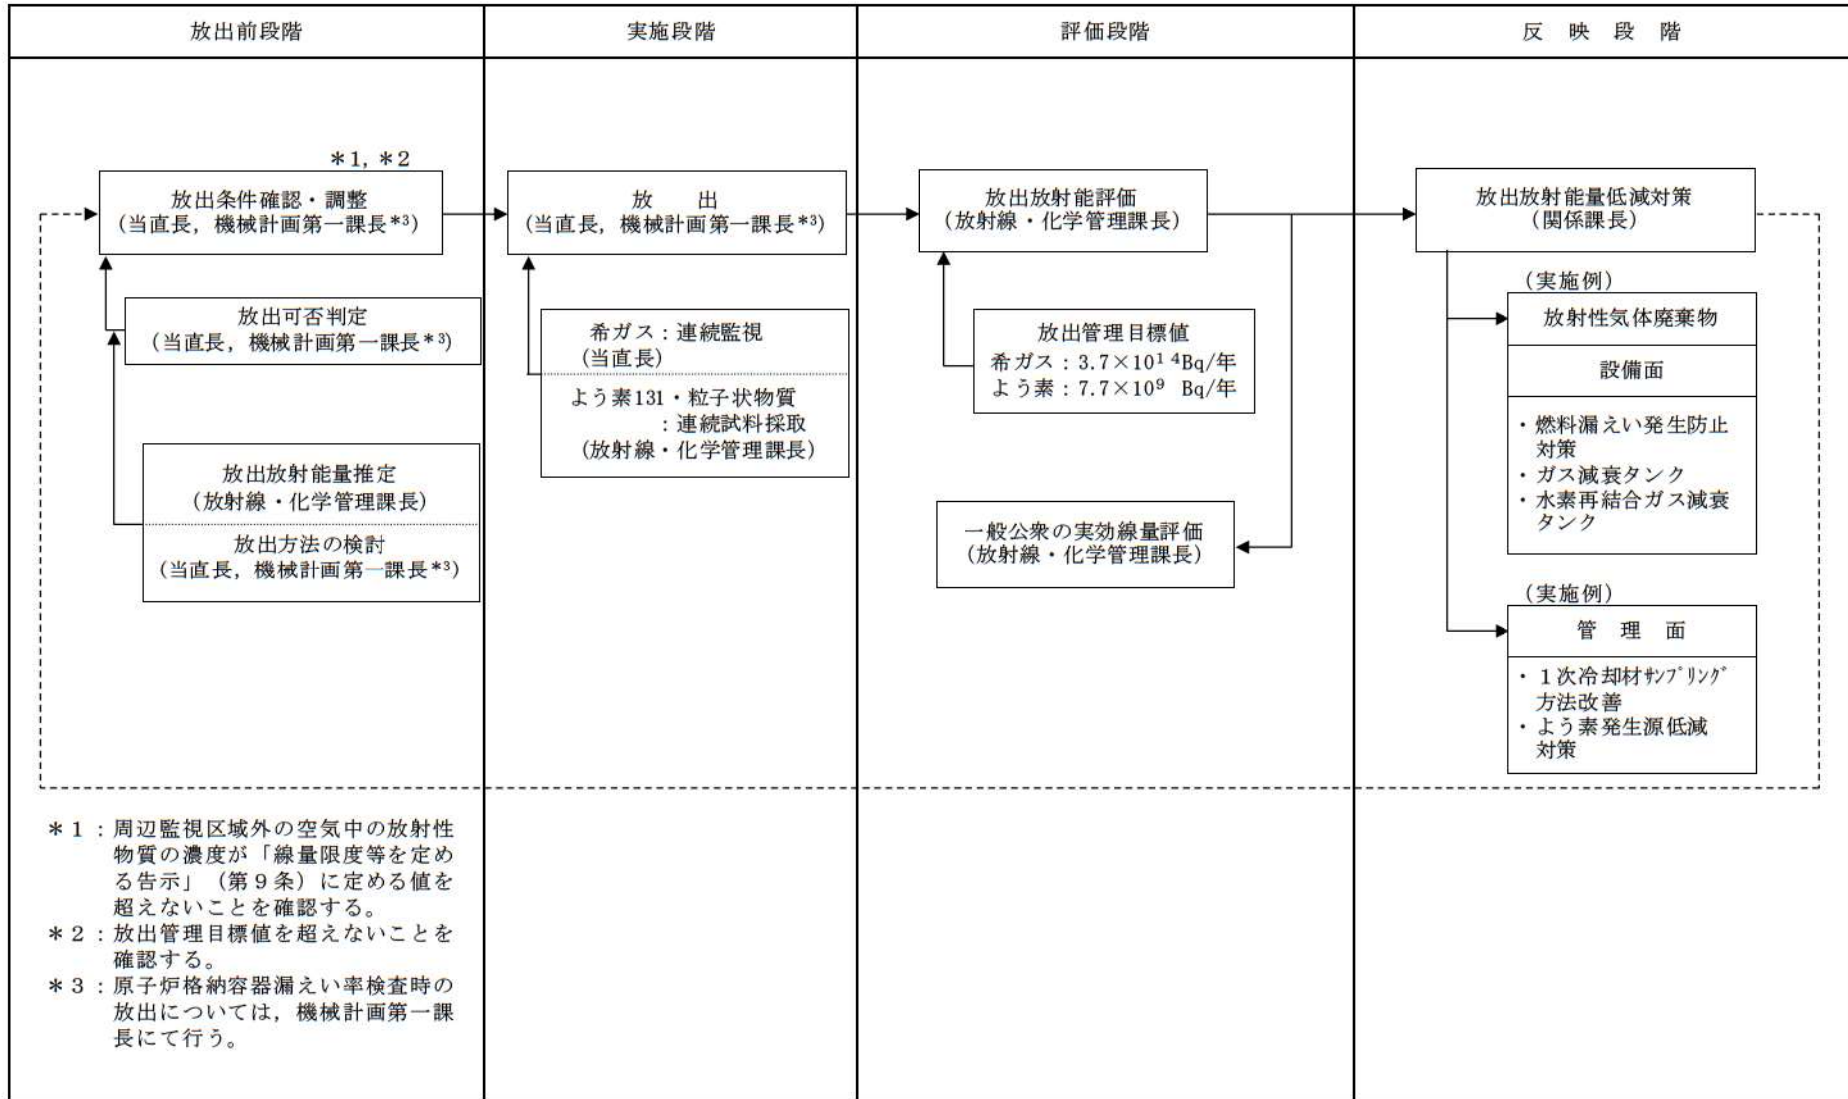 放出前段階
実施段階
評価段階
反映段階
＊1, ＊2
放出条件確認・調整
(当直長，機械計画第一課長*³)
放出可否判定
(当直長，機械計画第一課長*³)
放出放射能量推定
(放射線・化学管理課長)
放出方法の検討
(当直長，機械計画第一課長*³)
＊１：周辺監視区域外の空気中の放射性
物質の濃度が「線量限度等を定め
る告示」（第９条）に定める値を
超えないことを確認する。
＊２：放出管理目標値を超えないことを
確認する。
＊３：原子炉格納容器漏えい率検査時の
放出については，機械計画第一課
長にて行う。
放出
(当直長，機械計画第一課長*³)
希ガス：連続監視
(当直長)
よう素131・粒子状物質
：連続試料採取
(放射線・化学管理課長)
放出放射能評価
(放射線・化学管理課長)
放出管理目標値
希ガス：3.7×10¹⁴Bq/年
よう素：7.7×10⁹ Bq/年
一般公衆の実効線量評価
(放射線・化学管理課長)
放出放射能量低減対策
(関係課長)
（実施例）
放射性気体廃棄物
設備面
・燃料漏えい発生防止
対策
・ガス減衰タンク
・水素再結合ガス減衰
タンク
（実施例）
管理面
・１次冷却材ｻﾝﾌﾟﾘﾝｸﾞ
方法改善
・よう素発生源低減
対策